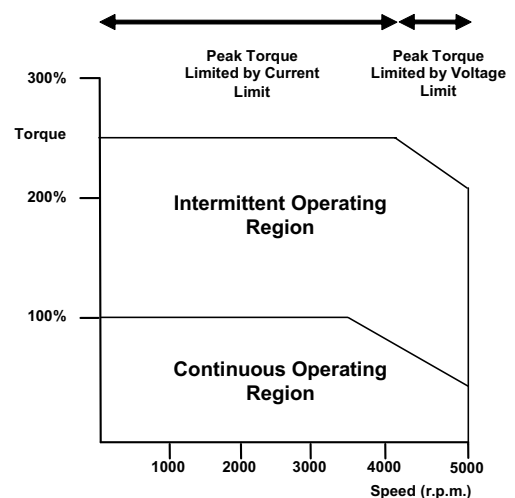 Peak Torque
Limited by Current
Limit
Peak Torque
Limited by Voltage
Limit
300%
Torque
200%
Intermittent Operating
Region
100%
Continuous Operating
Region
1000
2000
3000
4000
5000
Speed (r.p.m.)